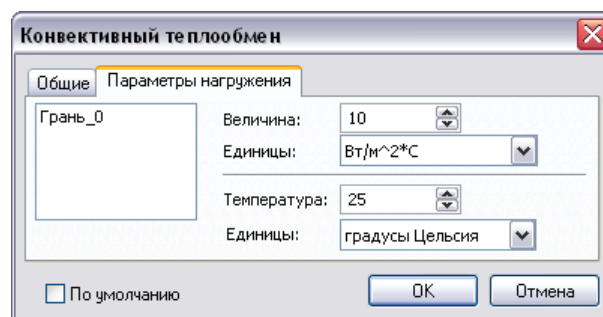 Конвективный теплообмен
Общие Параметры нагружения
Грань_0
Величина: 10
Единицы: Вт/м^2*С
Температура: 25
Единицы: градусы Цельсия
По умолчанию OK Отмена